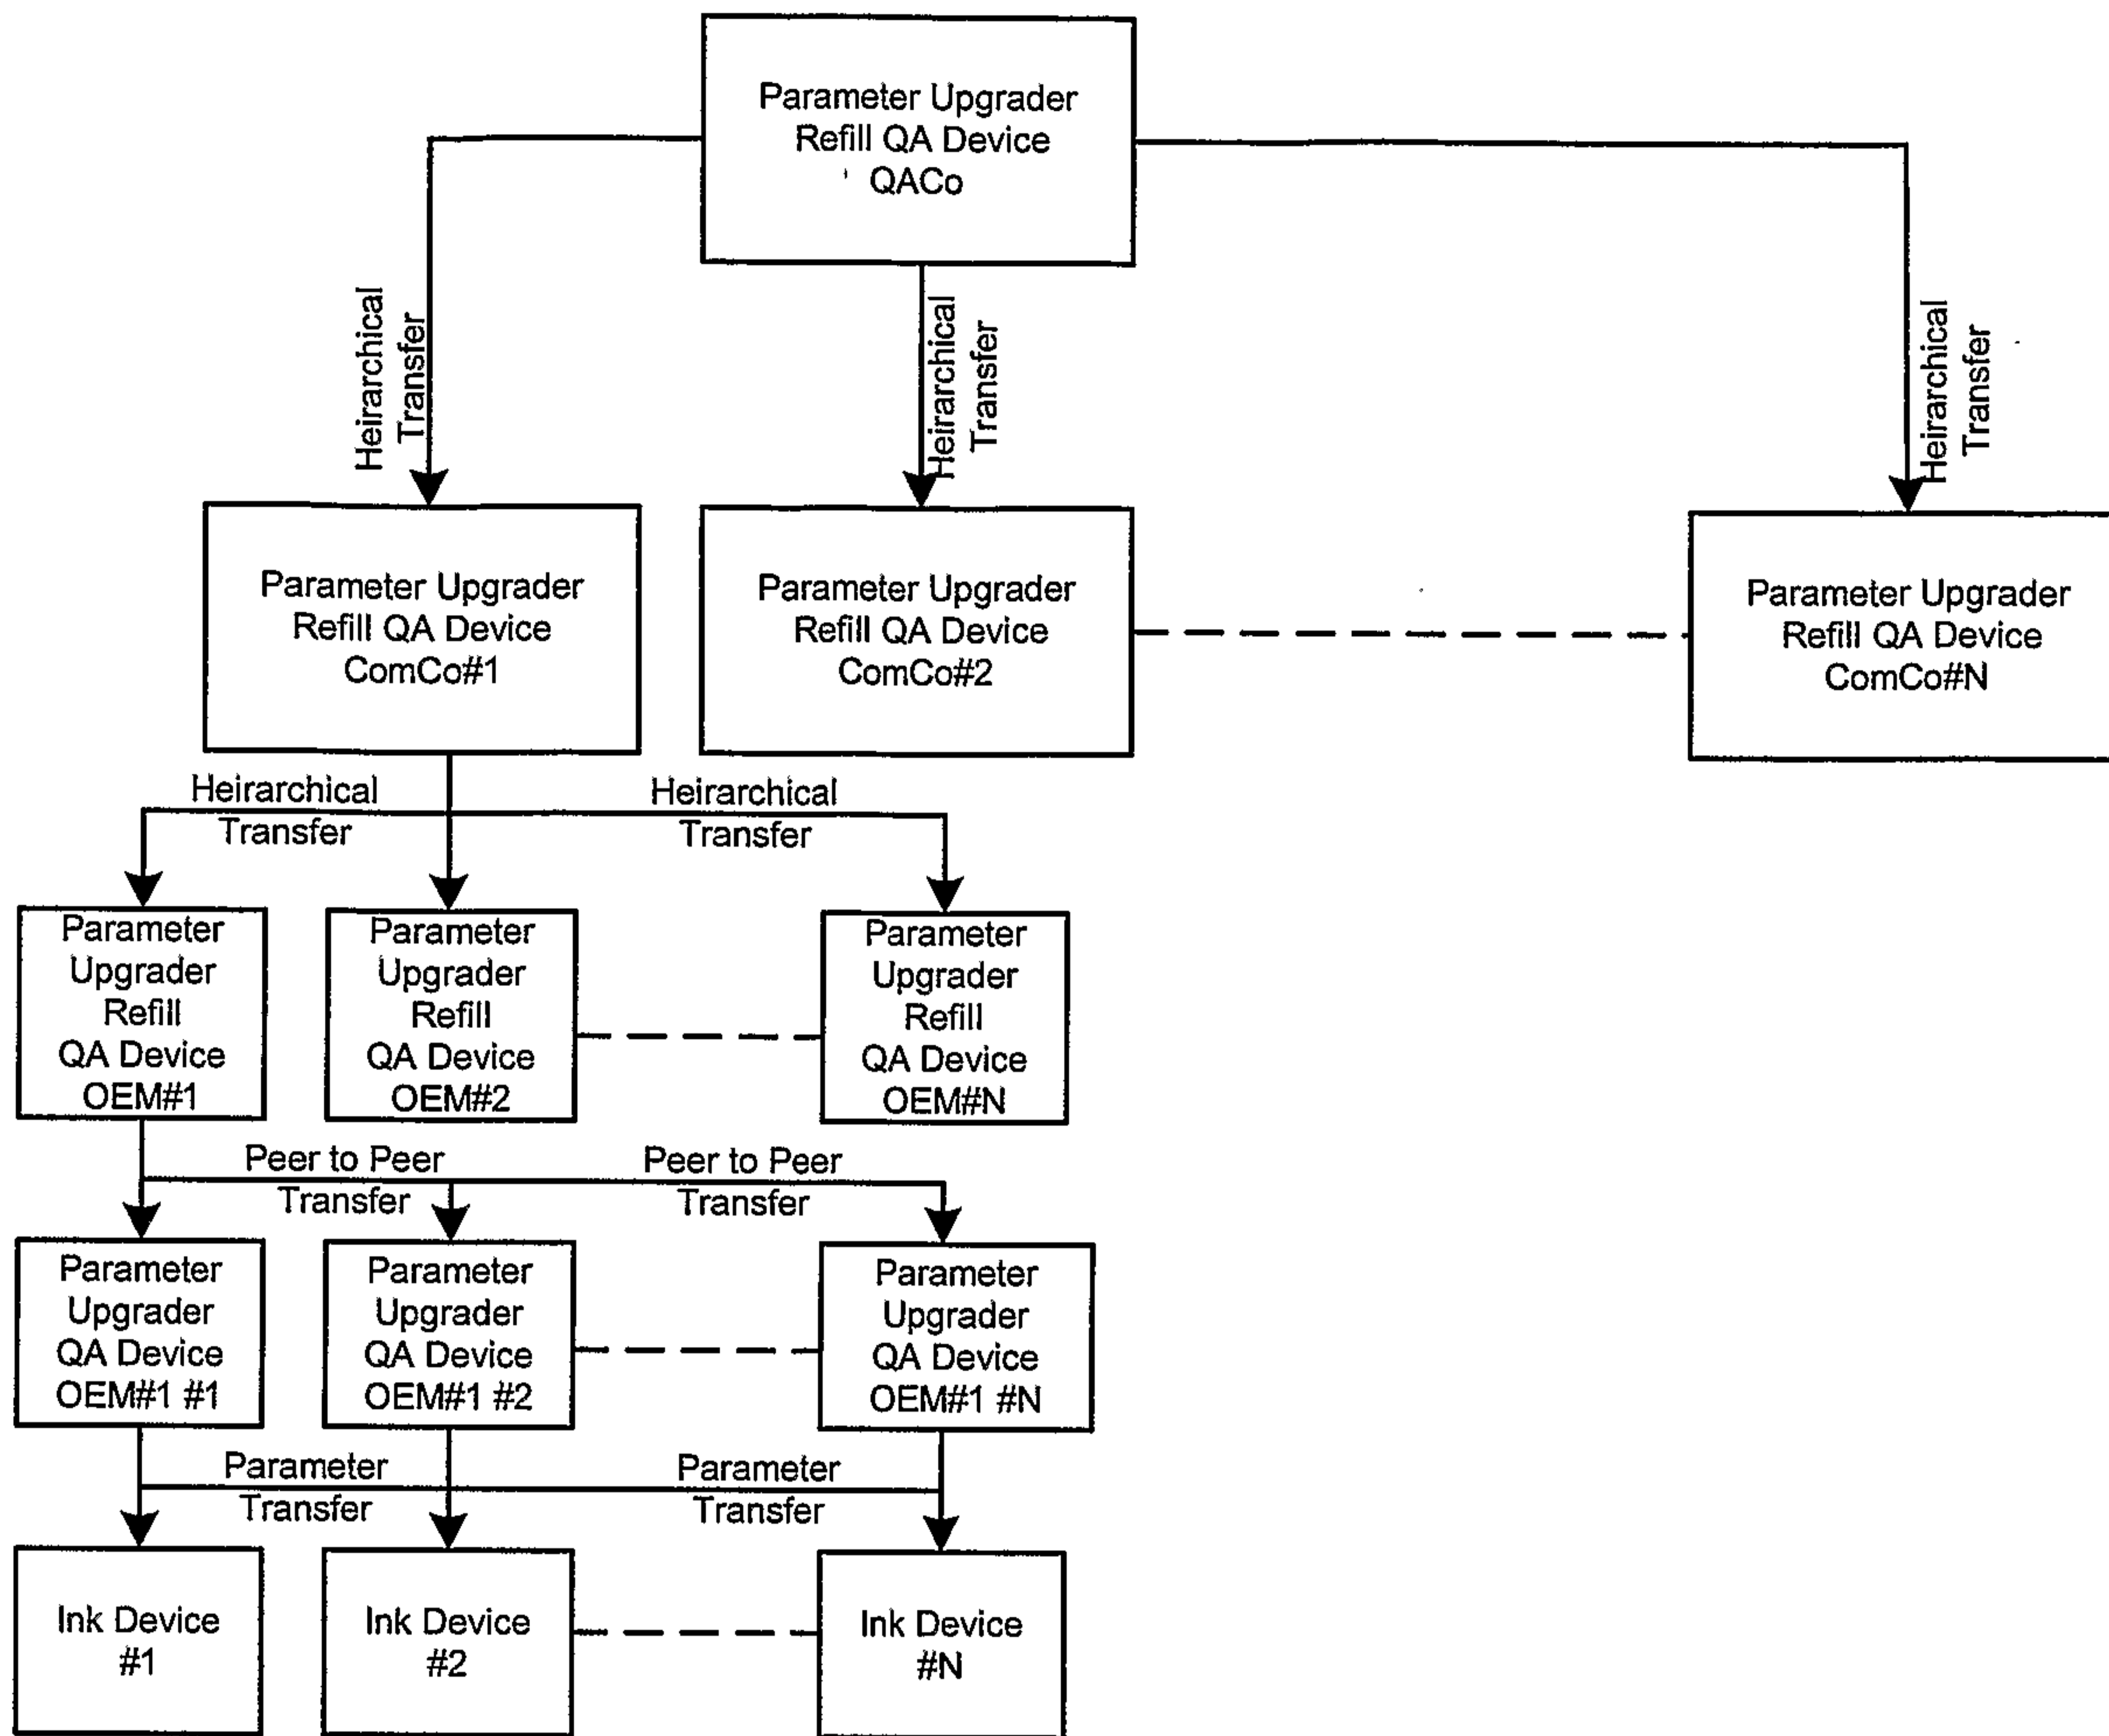 Parameter Upgrader
Refill QA Device
QACo
Heirarchical
Transfer
Heirarchical
Transfer
Heirarchical
Transfer
Parameter Upgrader
Refill QA Device
ComCo#1
Parameter Upgrader
Refill QA Device
ComCo#2
Parameter Upgrader
Refill QA Device
ComCo#N
Heirarchical
Transfer
Heirarchical
Transfer
Parameter
Upgrader
Refill
QA Device
OEM#1
Parameter
Upgrader
Refill
QA Device
OEM#2
Parameter
Upgrader
Refill
QA Device
OEM#N
Peer to Peer
Transfer
Peer to Peer
Transfer
Parameter
Upgrader
QA Device
OEM#1 #1
Parameter
Upgrader
QA Device
OEM#1 #2
Parameter
Upgrader
QA Device
OEM#1 #N
Parameter
Transfer
Parameter
Transfer
Ink Device
#1
Ink Device
#2
Ink Device
#N